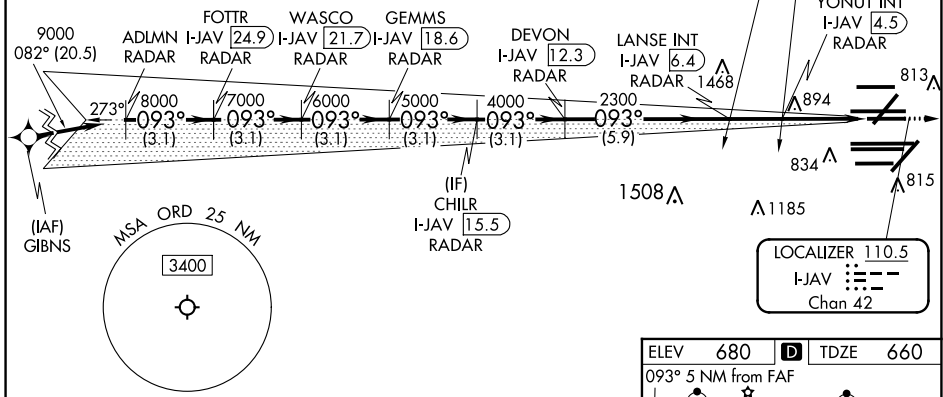 YONUT INT
I-JAV 4.5
RADAR
9000
082° (20.5)
ADLMN
RADAR
FOTTR
I-JAV 24.9
RADAR
WASCO
I-JAV 21.7
RADAR
GEMMS
I-JAV 18.6
RADAR
DEVON
I-JAV 12.3
RADAR
LANSE INT
I-JAV 6.4
RADAR
1468
894
813
273°
8000
093°
(3.1)
7000
093°
(3.1)
6000
093°
(3.1)
5000
093°
(3.1)
4000
093°
(3.1)
2300
093°
(5.9)
834
815
(IAF)
GIBNS
(IF)
CHILR
I-JAV 15.5
RADAR
1508
1185
MSA ORD 25 NM
3400
LOCALIZER 110.5
I-JAV
Chan 42
ELEV 680 D TDZE 660
093° 5 NM from FAF